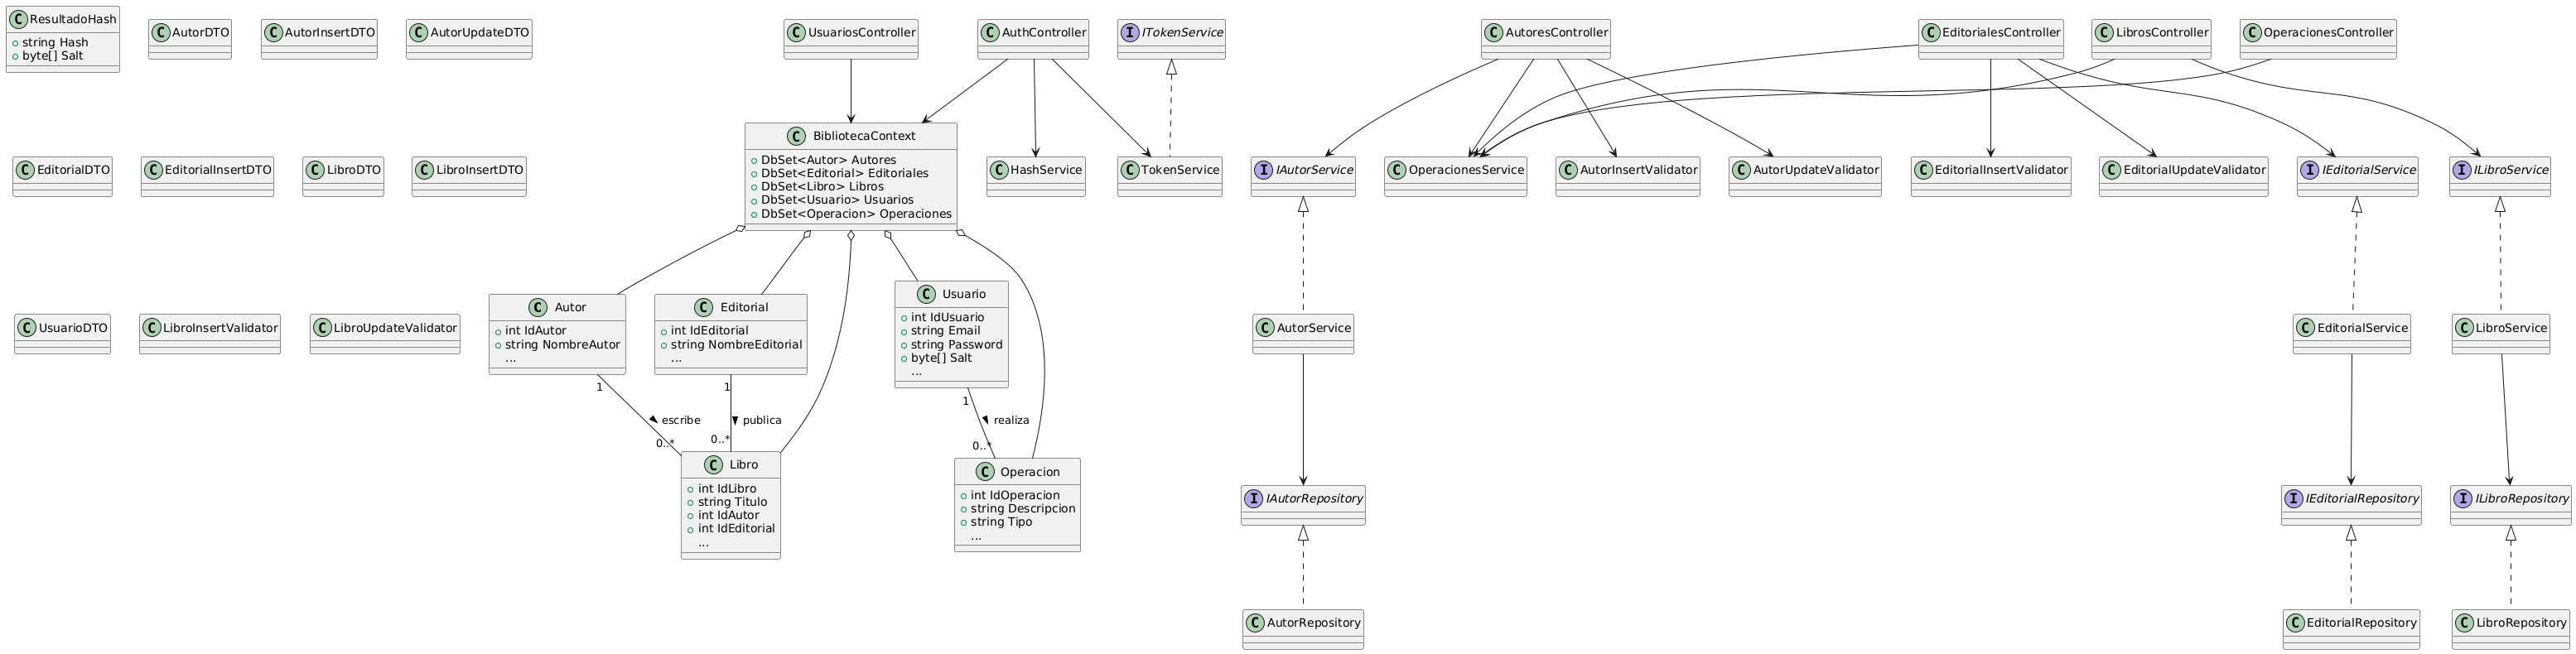 C ResultadoHash
string Hash
byte[] Salt
C AutorDTO
C AutorInsertDTO
C AutorUpdateDTO
C UsuariosController
C AuthController
I ITokenService
C AutoresController
C EditorialesController
C LibrosController
C OperacionesController
C EditorialDTO
C EditorialInsertDTO
C LibroDTO
C LibroInsertDTO
C BibliotecaContext
DbSet<Autor> Autores
DbSet<Editorial> Editoriales
DbSet<Libro> Libros
DbSet<Usuario> Usuarios
DbSet<Operacion> Operaciones
C HashService
C TokenService
I IAutorService
C OperacionesService
C AutorInsertValidator
C AutorUpdateValidator
C EditorialInsertValidator
C EditorialUpdateValidator
I IEditorialService
I ILibroService
C UsuarioDTO
C LibroInsertValidator
C LibroUpdateValidator
C Autor
int IdAutor
string NombreAutor
...
C Editorial
int IdEditorial
string NombreEditorial
...
C Usuario
int IdUsuario
string Email
string Password
byte[] Salt
...
C AutorService
C EditorialService
C LibroService
1
escribe
0..*
1
publica
0..*
1
realiza
0..*
C Libro
int IdLibro
string Titulo
int IdAutor
int IdEditorial
...
C Operacion
int IdOperacion
string Descripcion
string Tipo
...
I IAutorRepository
I IEditorialRepository
I ILibroRepository
C AutorRepository
C EditorialRepository
C LibroRepository